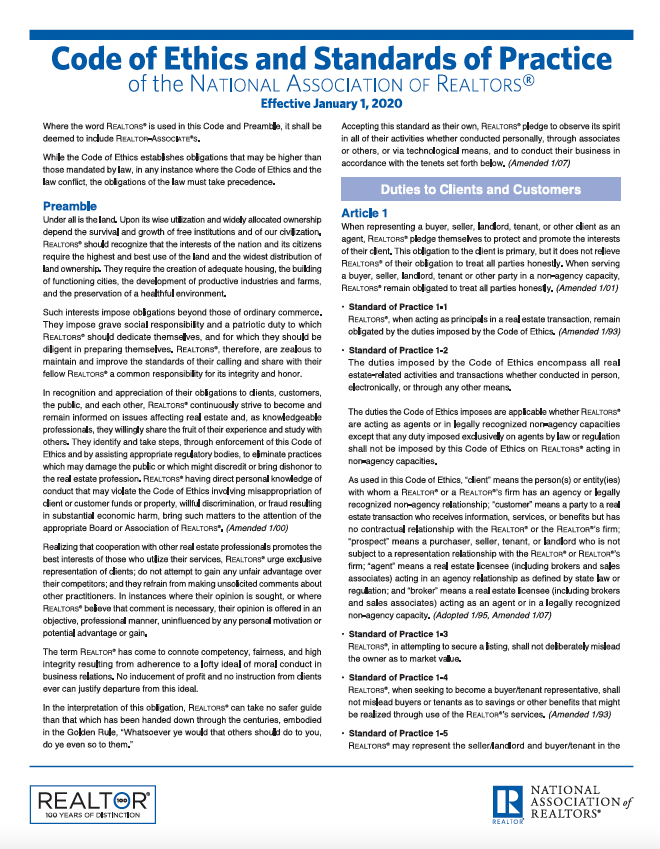 Code of Ethics and Standards of Practice
of the NATIONAL ASSOCIATION OF REALTORS®
Effective January 1, 2020
Where the word REALTORS® is used in this Code and Preamble, it shall be
deemed to include REALTOR-ASSOCIATE®S.
While the Code of Ethics establishes obligations that may be higher than
those mandated by law, in any instance where the Code of Ethics and the
law conflict, the obligations of the law must take precedence.
Preamble
Under all is the land. Upon its wise utilization and widely allocated ownership
depend the survival and growth of free institutions and of our civilization.
REALTORS® should recognize that the interests of the nation and its citizens
require the highest and best use of the land and the widest distribution of
land ownership. They require the creation of adequate housing, the building
of functioning cities, the development of productive industries and farms,
and the preservation of a healthful environment.
Such interests impose obligations beyond those of ordinary commerce.
They impose grave social responsibility and a patriotic duty to which
REALTORS® should dedicate themselves, and for which they should be
diligent in preparing themselves. REALTORS®, therefore, are zealous to
maintain and improve the standards of their calling and share with their
fellow REALTORS® a common responsibility for its integrity and honor.
In recognition and appreciation of their obligations to clients, customers,
the public, and each other, REALTORS® continuously strive to become and
remain informed on issues affecting real estate and, as knowledgeable
professionals, they willingly share the fruit of their experience and study with
others. They identify and take steps, through enforcement of this Code of
Ethics and by assisting appropriate regulatory bodies, to eliminate practices
which may damage the public or which might discredit or bring dishonor to
the real estate profession. REALTORS® having direct personal knowledge of
conduct that may violate the Code of Ethics involving misappropriation of
client or customer funds or property, willful discrimination, or fraud resulting
in substantial economic harm, bring such matters to the attention of the
appropriate Board or Association of REALTORS®. (Amended 1/00)
Realizing that cooperation with other real estate professionals promotes the
best interests of those who utilize their services, REALTORS® urge exclusive
representation of clients; do not attempt to gain any unfair advantage over
their competitors; and they refrain from making unsolicited comments about
other practitioners. In instances where their opinion is sought, or where
REALTORS® believe that comment is necessary, their opinion is offered in an
objective, professional manner, uninfluenced by any personal motivation or
potential advantage or gain.
The term REALTOR® has come to connote competency, fairness, and high
integrity resulting from adherence to a lofty ideal of moral conduct in
business relations. No inducement of profit and no instruction from clients
ever can justify departure from this ideal.
In the interpretation of this obligation, REALTORS® can take no safer guide
than that which has been handed down through the centuries, embodied
in the Golden Rule, “Whatsoever ye would that others should do to you,
do ye even so to them.”
Accepting this standard as their own, REALTORS® pledge to observe its spirit
in all of their activities whether conducted personally, through associates
or others, or via technological means, and to conduct their business in
accordance with the tenets set forth below. (Amended 1/07)
Duties to Clients and Customers
Article 1
When representing a buyer, seller, landlord, tenant, or other client as an
agent, REALTORS® pledge themselves to protect and promote the interests
of their client. This obligation to the client is primary, but it does not relieve
REALTORS® of their obligation to treat all parties honestly. When serving
a buyer, seller, landlord, tenant or other party in a non-agency capacity,
REALTORS® remain obligated to treat all parties honestly. (Amended 1/01)
• Standard of Practice 1-1
REALTORS®, when acting as principals in a real estate transaction, remain
obligated by the duties imposed by the Code of Ethics. (Amended 1/93)
• Standard of Practice 1-2
The duties imposed by the Code of Ethics encompass all real
estate-related activities and transactions whether conducted in person,
electronically, or through any other means.
The duties the Code of Ethics imposes are applicable whether REALTORS®
are acting as agents or in legally recognized non-agency capacities
except that any duty imposed exclusively on agents by law or regulation
shall not be imposed by this Code of Ethics on REALTORS® acting in
non-agency capacities.
As used in this Code of Ethics, “client” means the person(s) or entity(ies)
with whom a REALTOR® or a REALTOR®’s firm has an agency or legally
recognized non-agency relationship; “customer” means a party to a real
estate transaction who receives information, services, or benefits but has
no contractual relationship with the REALTOR® or the REALTOR®’s firm;
“prospect” means a purchaser, seller, tenant, or landlord who is not
subject to a representation relationship with the REALTOR® or REALTOR®’s
firm; “agent” means a real estate licensee (including brokers and sales
associates) acting in an agency relationship as defined by state law or
regulation; and “broker” means a real estate licensee (including brokers
and sales associates) acting as an agent or in a legally recognized
non-agency capacity. (Adopted 1/95, Amended 1/07)
• Standard of Practice 1-3
REALTORS®, in attempting to secure a listing, shall not deliberately mislead
the owner as to market value.
• Standard of Practice 1-4
REALTORS®, when seeking to become a buyer/tenant representative, shall
not mislead buyers or tenants as to savings or other benefits that might
be realized through use of the REALTOR®’s services. (Amended 1/93)
• Standard of Practice 1-5
REALTORS® may represent the seller/landlord and buyer/tenant in the
REALTOR®
100
100 YEARS OF DISTINCTION
R
REALTOR®
NATIONAL
ASSOCIATION of
REALTORS®